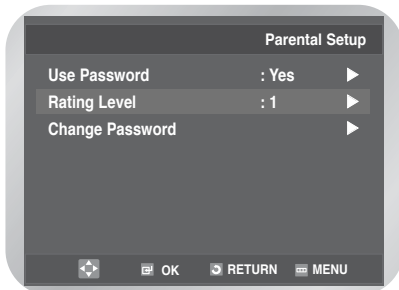 Parental Setup
Use Password : Yes
Rating Level : 1
Change Password
OK RETURN MENU